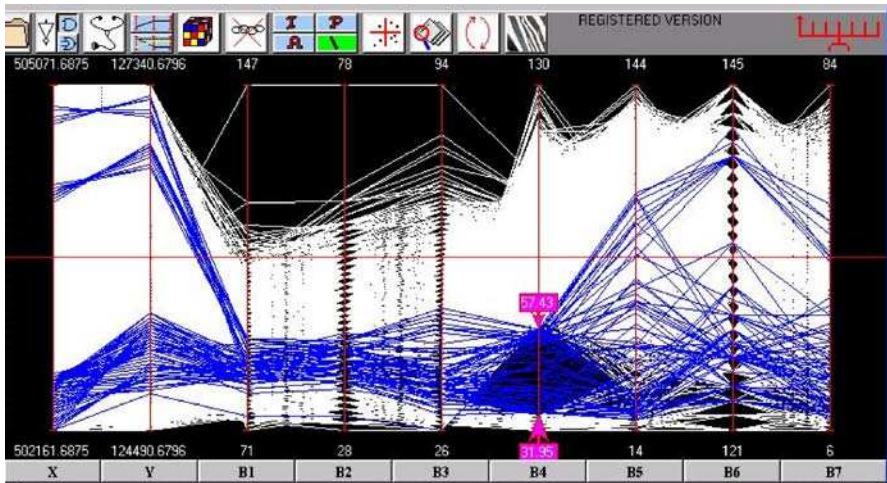 I P
A \
REGISTERED VERSION
505071.6875 127340.6796 147 78 94 130 144 145 84
57.43
502161.6875 124490.6796 71 28 26 31.95 14 121 6
X Y B1 B2 B3 B4 B5 B6 B7